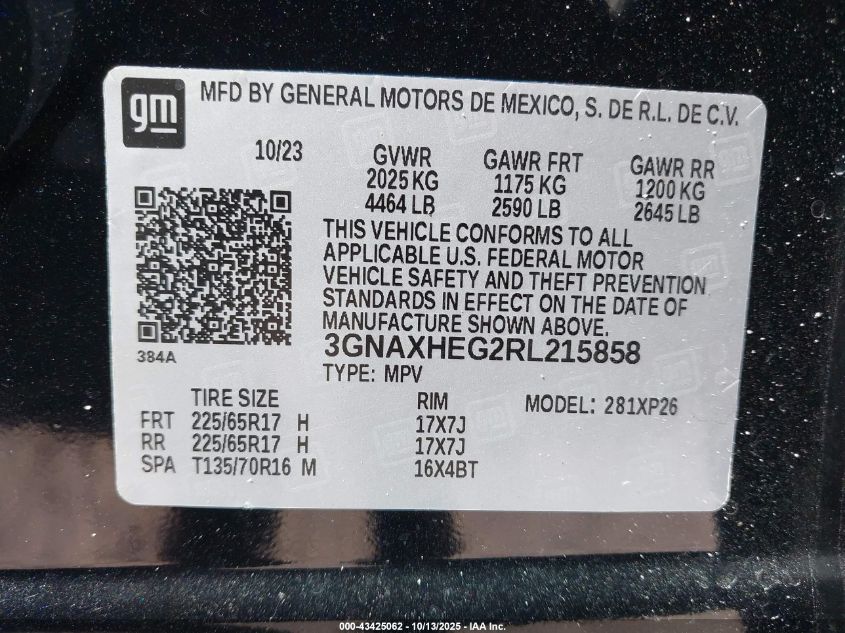 gm
MFD BY GENERAL MOTORS DE MEXICO, S. DE R.L. DE C.V.
10/23
GVWR GAWR FRT GAWR RR
2025 KG 1175 KG 1200 KG
4464 LB 2590 LB 2645 LB
THIS VEHICLE CONFORMS TO ALL
APPLICABLE U.S. FEDERAL MOTOR
VEHICLE SAFETY AND THEFT PREVENTION
STANDARDS IN EFFECT ON THE DATE OF
MANUFACTURE SHOWN ABOVE.
384A
3GNAXHEG2RL215858
TYPE: MPV
TIRE SIZE RIM MODEL: 281XP26
FRT 225/65R17 H 17X7J
RR 225/65R17 H 17X7J
SPA T135/70R16 M 16X4BT
000-43425062 - 10/13/2025 - IAA Inc.